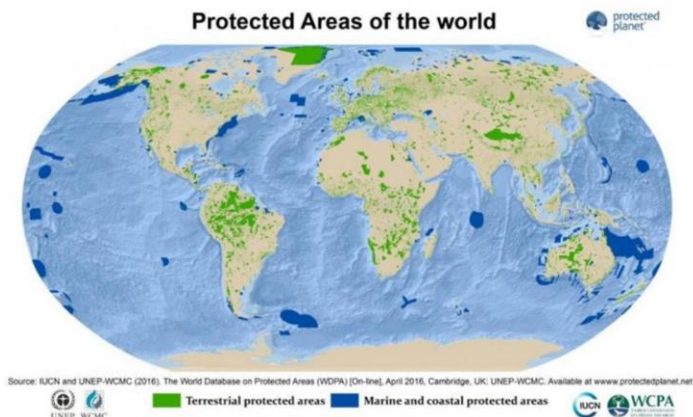 Protected Areas of the world
protected
planet
Source: IUCN and UNEP-WCMC (2016). The World Database on Protected Areas (WDPA) [On-line], April 2016, Cambridge, UK: UNEP-WCMC. Available at www.protectedplanet.net
UNEP WCMC
Terrestrial protected areas
Marine and coastal protected areas
IUCN
WCPA